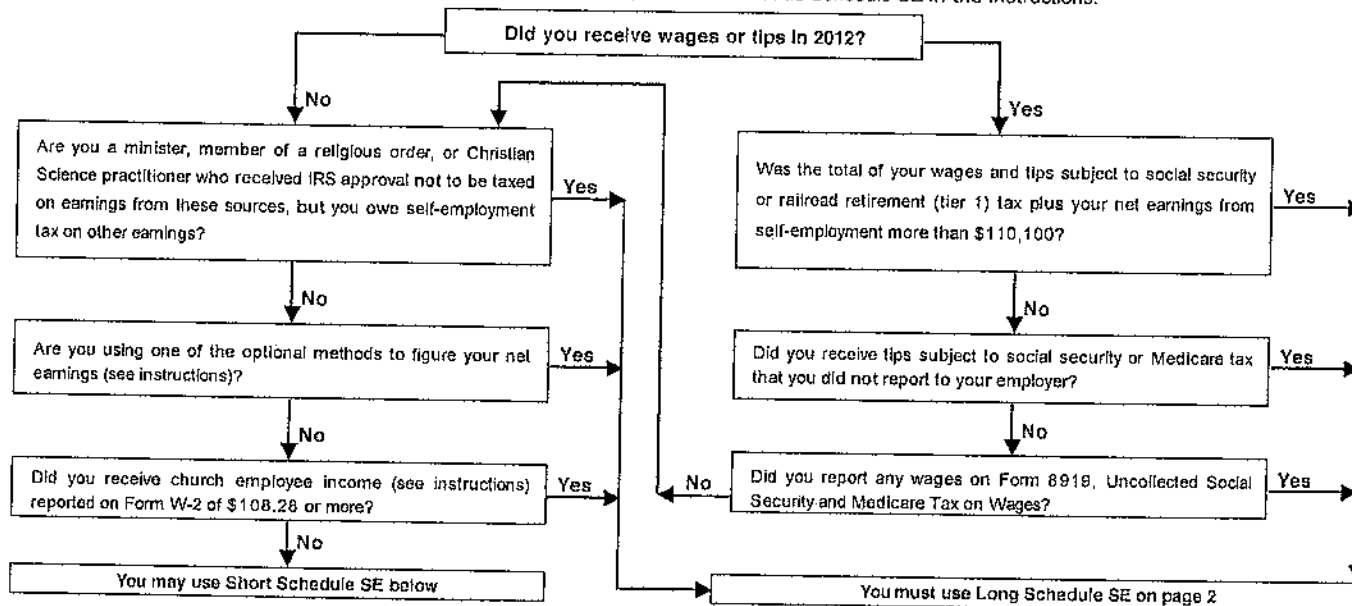 Schedule SE in the instructions.
Did you receive wages or tips in 2012?
No
Yes
Are you a minister, member of a religious order, or Christian
Science practitioner who received IRS approval not to be taxed
on earnings from these sources, but you owe self-employment
tax on other earnings?
Yes
Was the total of your wages and tips subject to social security
or railroad retirement (tier 1) tax plus your net earnings from
self-employment more than $110,100?
Yes
No
No
Are you using one of the optional methods to figure your net
earnings (see instructions)?
Yes
Did you receive tips subject to social security or Medicare tax
that you did not report to your employer?
Yes
No
No
Did you receive church employee income (see instructions)
reported on Form W-2 of $108.28 or more?
Yes
No
Did you report any wages on Form 8919, Uncollected Social
Security and Medicare Tax on Wages?
Yes
No
You may use Short Schedule SE below
You must use Long Schedule SE on page 2